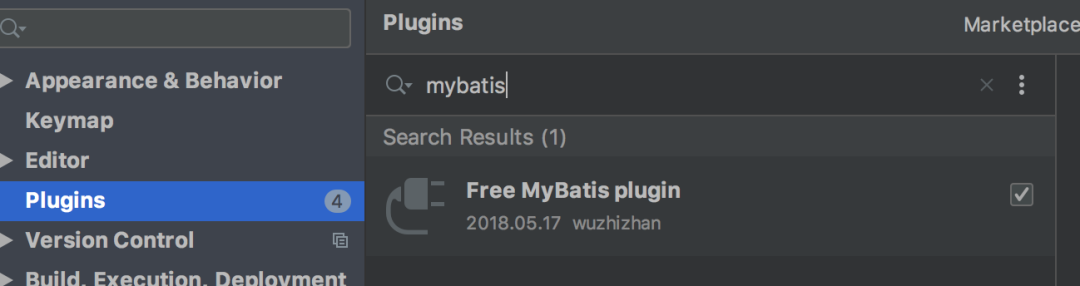 Plugins
Marketplace
Appearance & Behavior
Keymap
Editor
Plugins 4
Version Control
Build, Execution, Deployment
mybatis
Search Results (1)
Free MyBatis plugin
2018.05.17 wuzhizhan